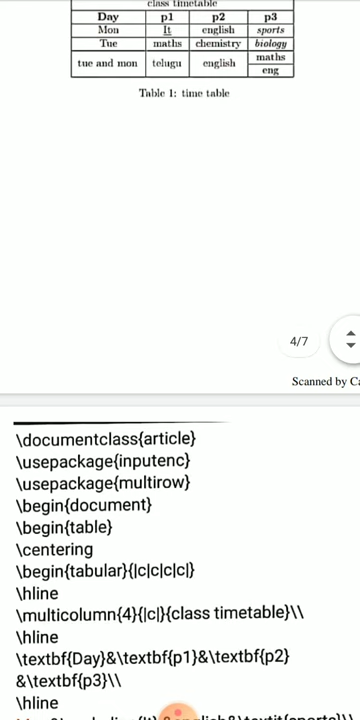 class timetable
Day p1 p2 p3
Mon It english sports
Tue maths chemistry biology
tue and mon telugu english maths
eng
Table 1: time table
4/7
Scanned by Ca
\documentclass{article}
\usepackage{inputenc}
\usepackage{multirow}
\begin{document}
\begin{table}
\centering
\begin{tabular}{|c|c|c|c|}
\hline
\multicolumn{4}{|c|}{class timetable}\\
\hline
\textbf{Day}&\textbf{p1}&\textbf{p2}
&\textbf{p3}\\
\hline